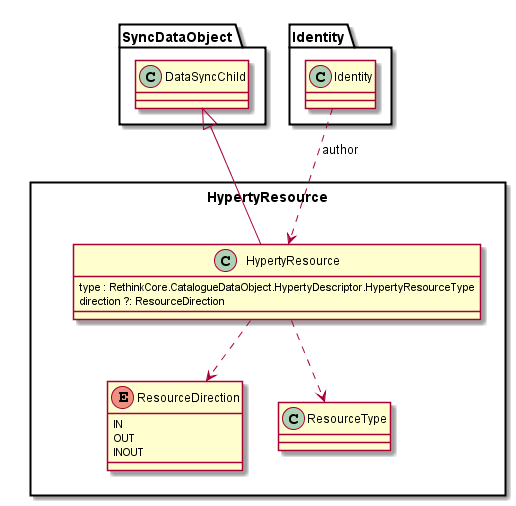 SyncDataObject
Identity
C DataSyncChild
C Identity
author
HypertyResource
C HypertyResource
type : RethinkCore.CatalogueDataObject.HypertyDescriptor.HypertyResourceType
direction ?: ResourceDirection
E ResourceDirection
IN
OUT
INOUT
C ResourceType